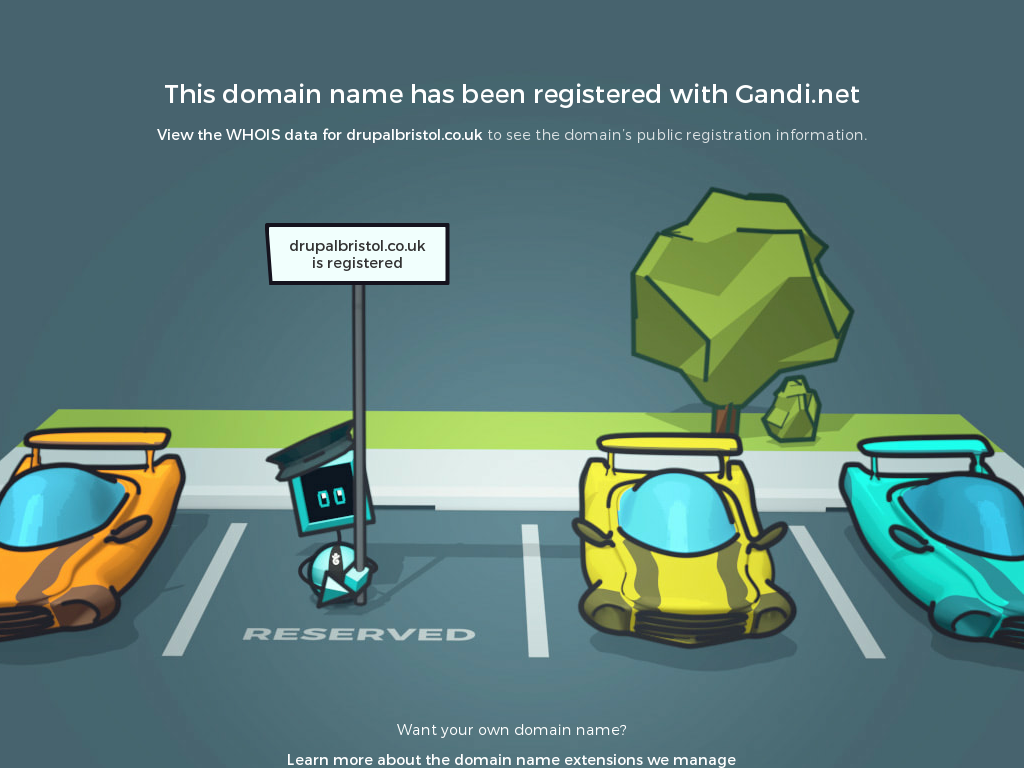 This domain name has been registered with Gandi.net
View the WHOIS data for drupalbristol.co.uk to see the domain's public registration information.
drupalbristol.co.uk
is registered
RESERVED
Want your own domain name?
Learn more about the domain name extensions we manage